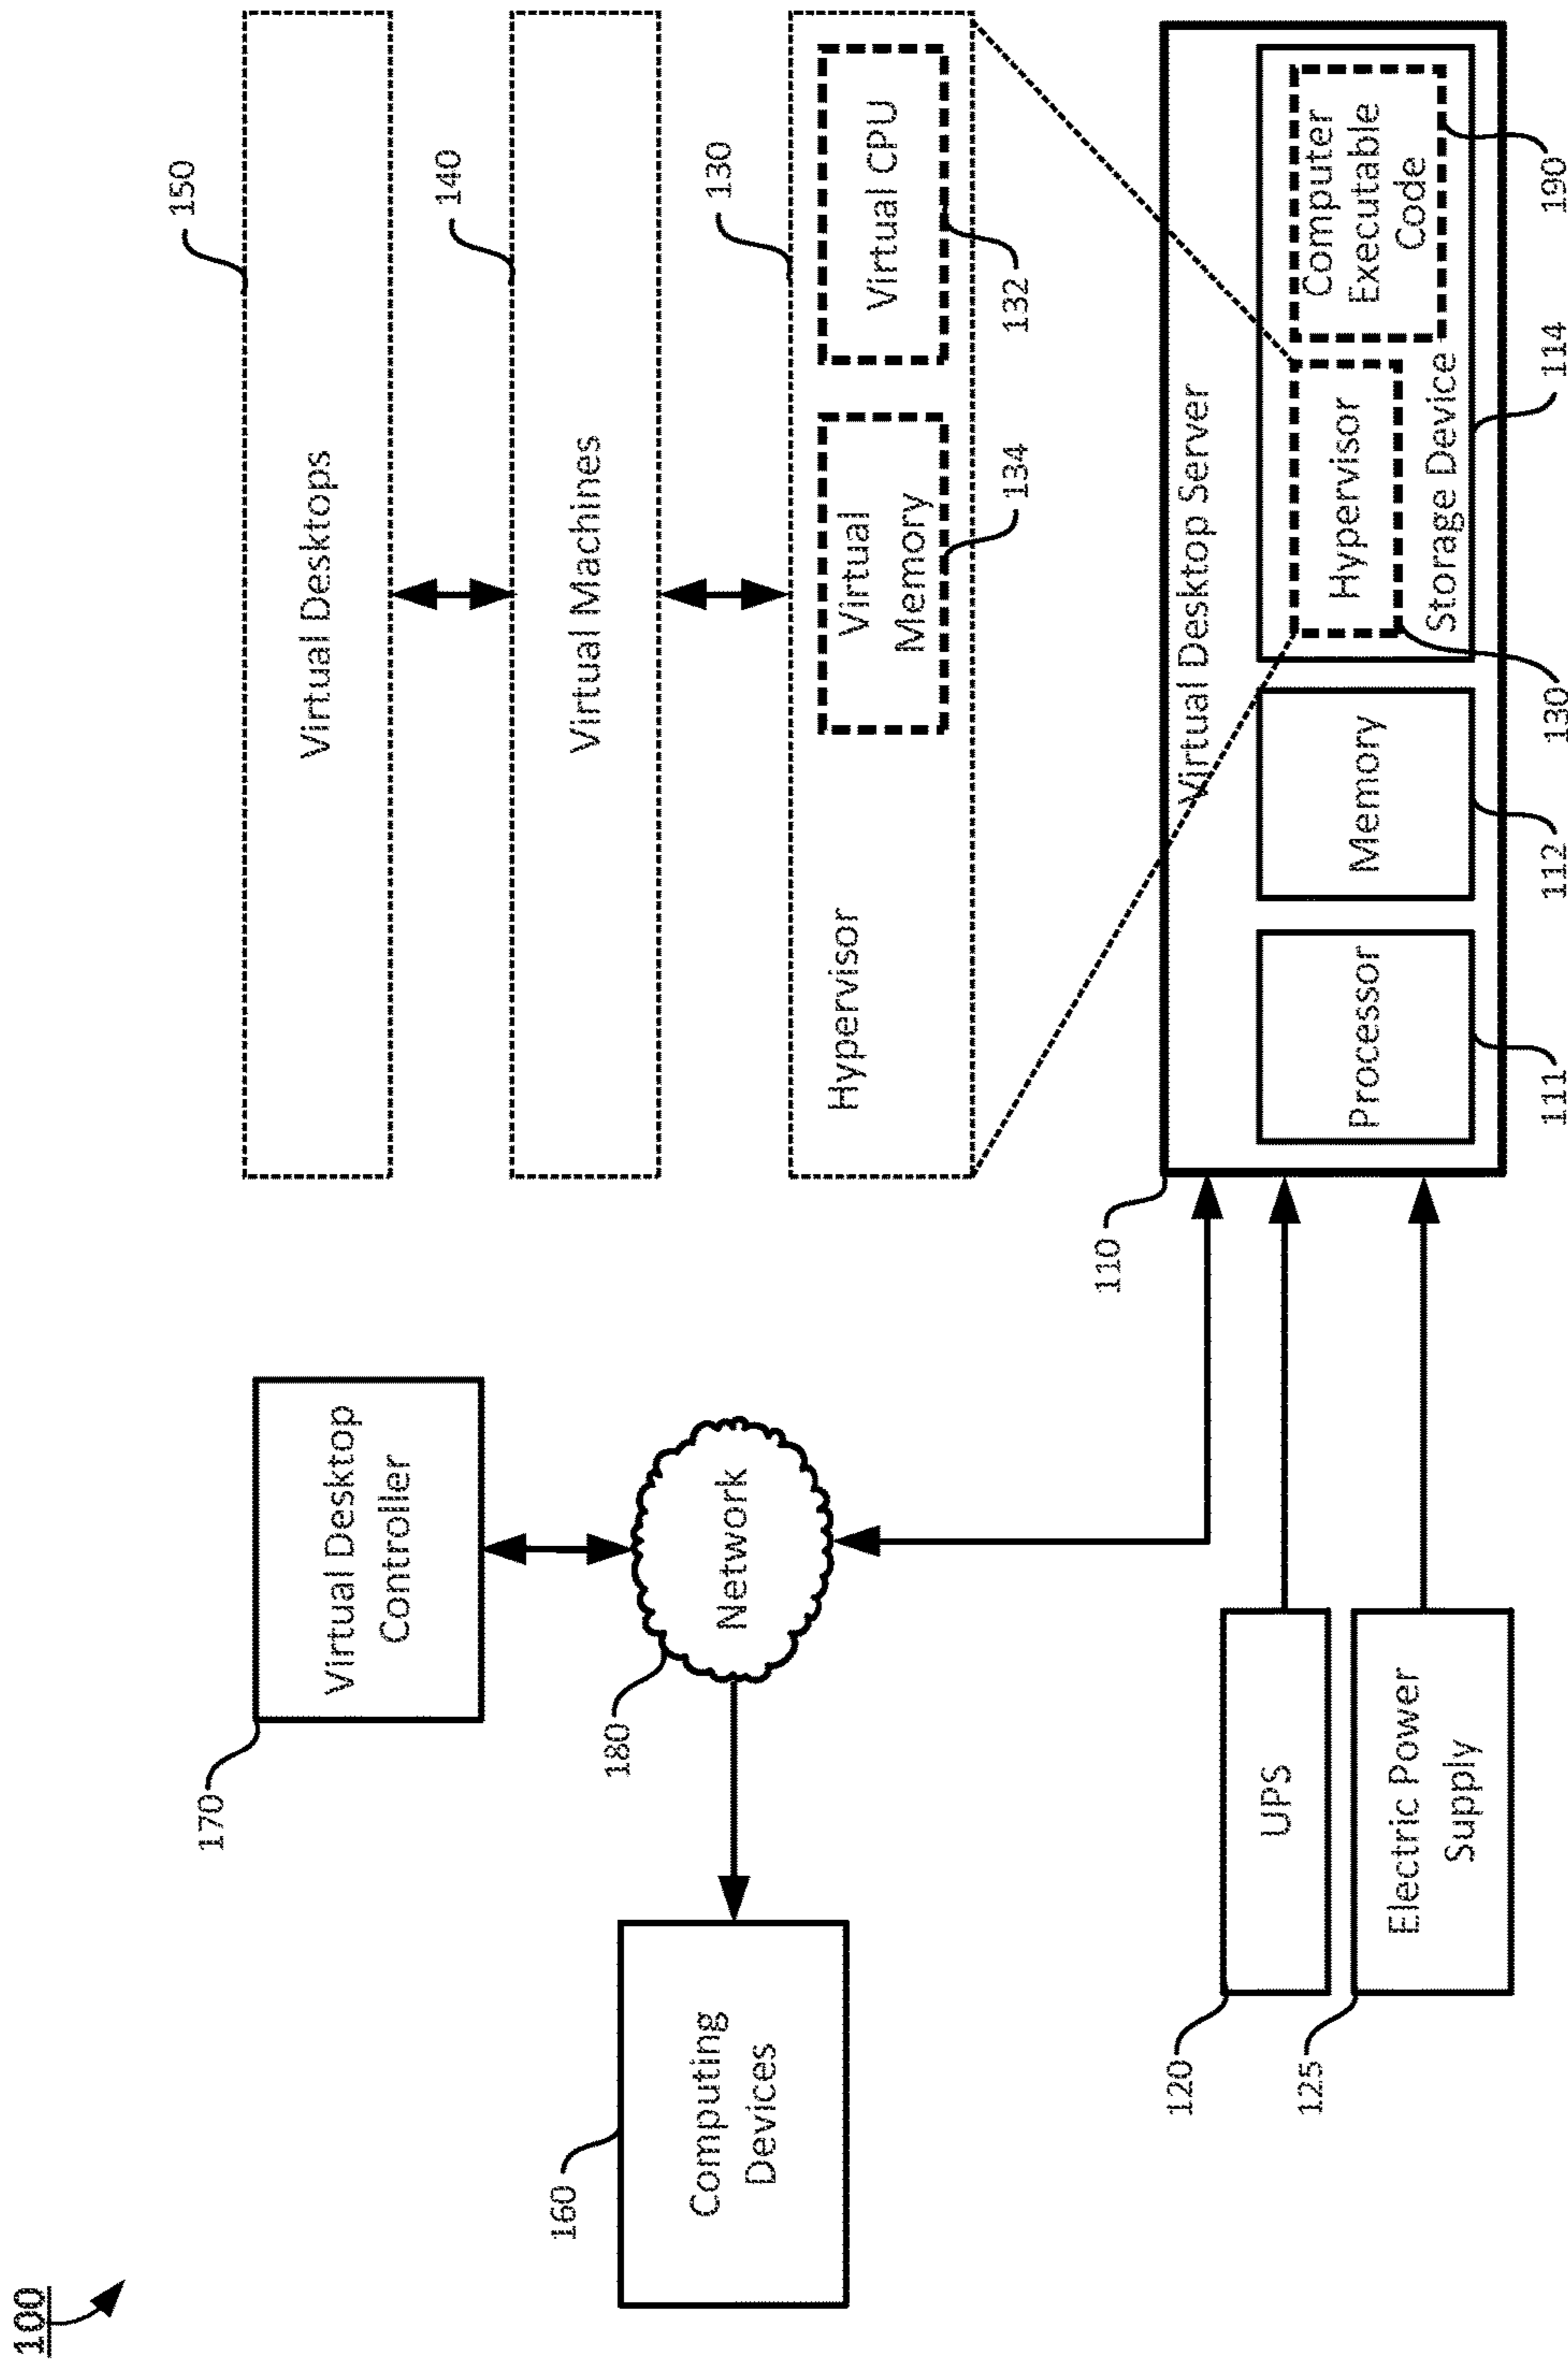 100
150
Virtual Desktops
140
Virtual Machines
130
Hypervisor
Virtual
Memory
Virtual CPU
134
132
170
Virtual Desktop
Controller
180
Network
160
Computing
Devices
110
Virtual Desktop Server
Processor
Memory
Hypervisor
Computer
Executable
Code
Storage Device
111
112
130
114
190
120
UPS
125
Electric Power
Supply